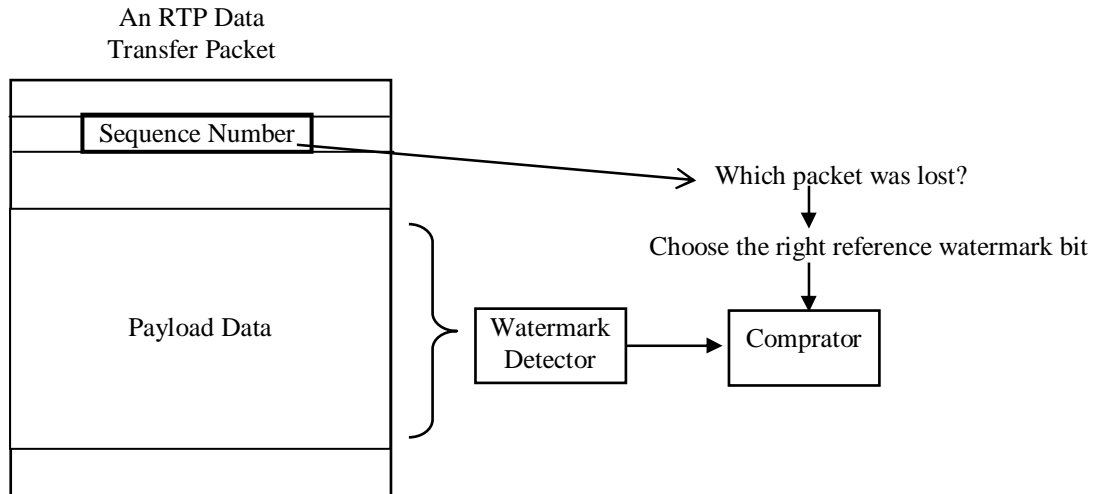 An RTP Data
Transfer Packet
Sequence Number
Which packet was lost?
Choose the right reference watermark bit
Payload Data
Watermark
Detector
Comprator